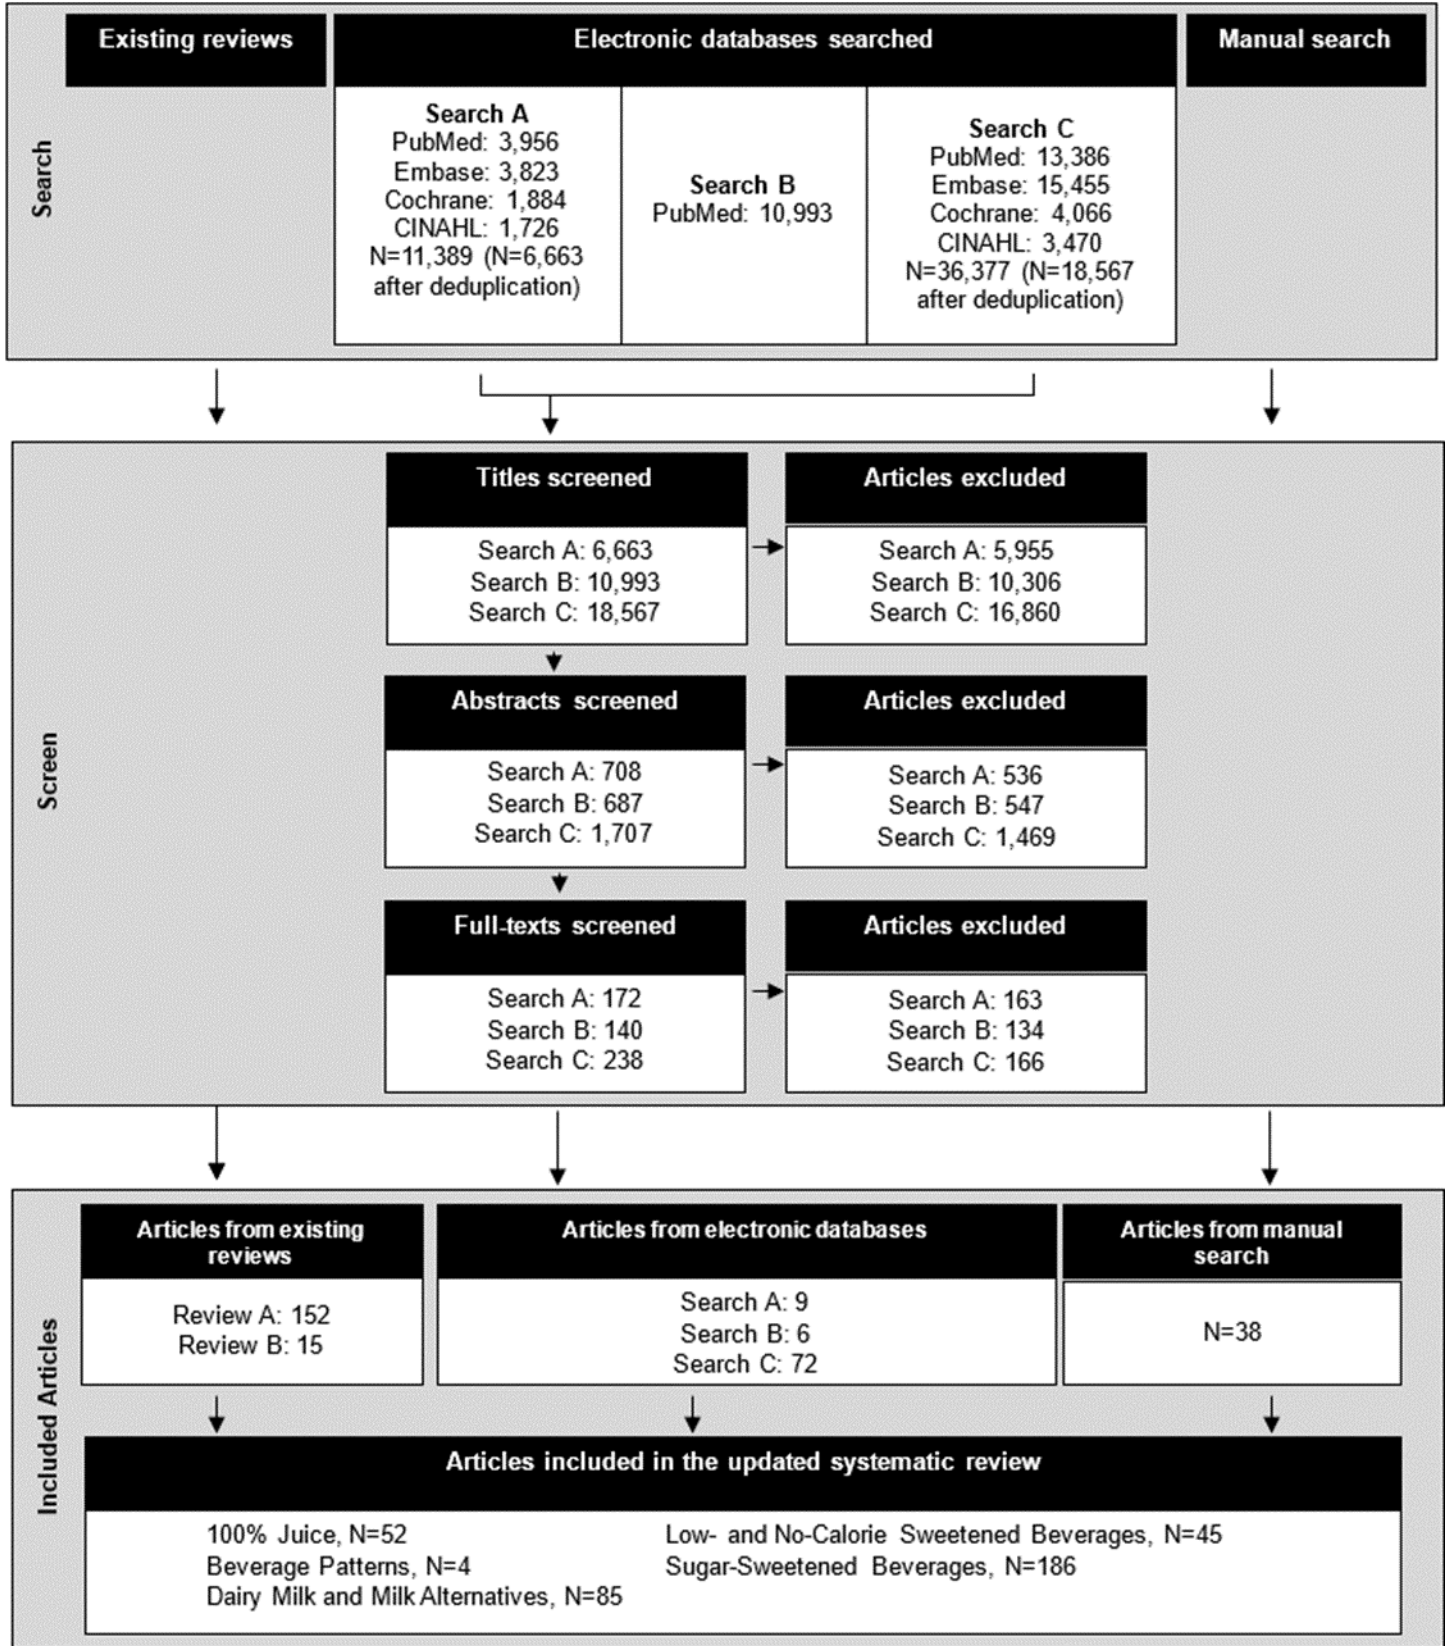 Existing reviews
Electronic databases searched
Manual search
Search
Search A
PubMed: 3,956
Embase: 3,823
Cochrane: 1,884
CINAHL: 1,726
N=11,389 (N=6,663
after deduplication)
Search B
PubMed: 10,993
Search C
PubMed: 13,386
Embase: 15,455
Cochrane: 4,066
CINAHL: 3,470
N=36,377 (N=18,567
after deduplication)
Screen
Titles screened
Search A: 6,663
Search B: 10,993
Search C: 18,567
Articles excluded
Search A: 5,955
Search B: 10,306
Search C: 16,860
Abstracts screened
Search A: 708
Search B: 687
Search C: 1,707
Articles excluded
Search A: 536
Search B: 547
Search C: 1,469
Full-texts screened
Search A: 172
Search B: 140
Search C: 238
Articles excluded
Search A: 163
Search B: 134
Search C: 166
Included Articles
Articles from existing
reviews
Review A: 152
Review B: 15
Articles from electronic databases
Search A: 9
Search B: 6
Search C: 72
Articles from manual
search
N=38
Articles included in the updated systematic review
100% Juice, N=52
Beverage Patterns, N=4
Dairy Milk and Milk Alternatives, N=85
Low- and No-Calorie Sweetened Beverages, N=45
Sugar-Sweetened Beverages, N=186